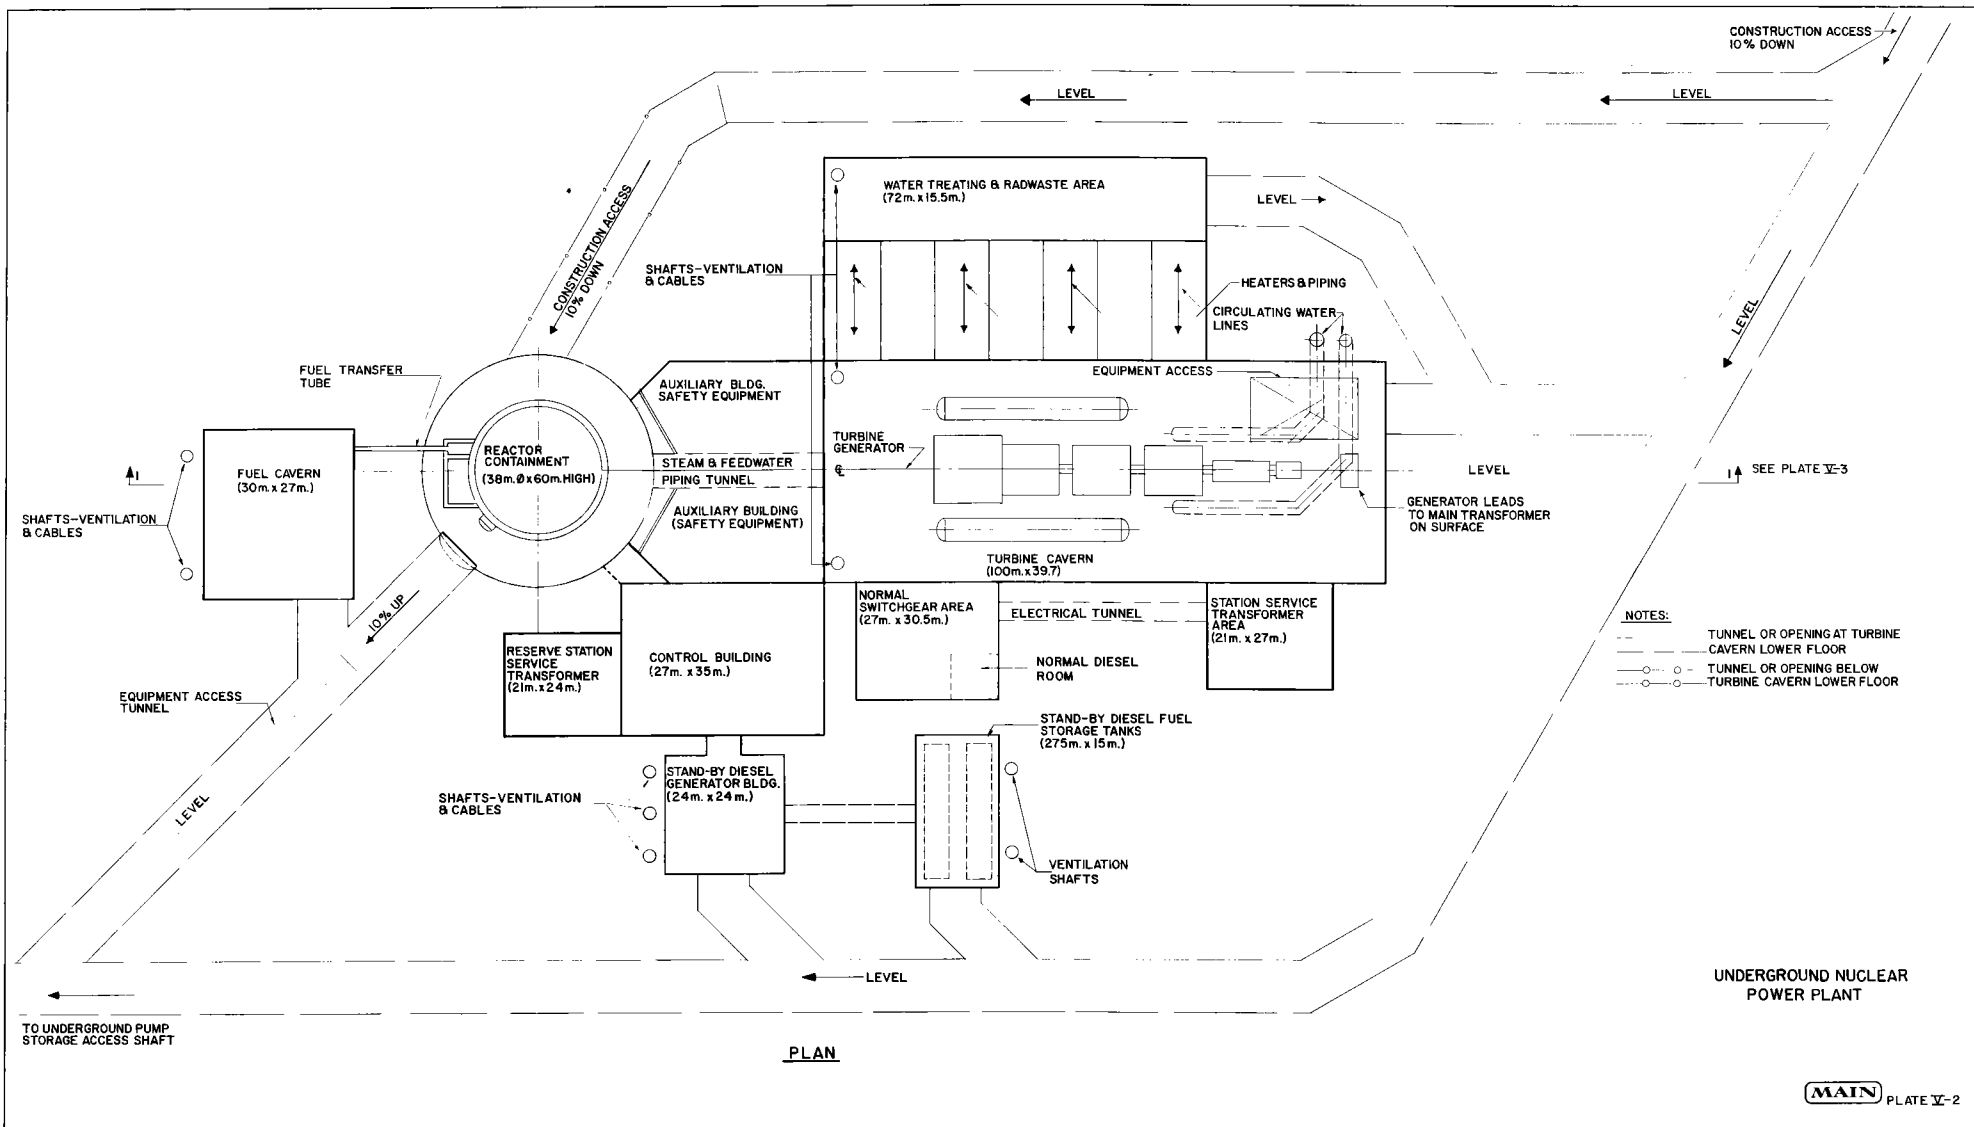 CONSTRUCTION ACCESS
10% DOWN
LEVEL
LEVEL
WATER TREATING & RADWASTE AREA
(72m. x 15.5m.)
LEVEL
CONSTRUCTION ACCESS
10% DOWN
SHAFTS-VENTILATION
& CABLES
HEATERS & PIPING
CIRCULATING WATER
LINES
LEVEL
FUEL TRANSFER
TUBE
AUXILIARY BLDG.
SAFETY EQUIPMENT
EQUIPMENT ACCESS
TURBINE
GENERATOR
REACTOR
CONTAINMENT
(38m. Ø x 60m. HIGH)
STEAM & FEEDWATER
PIPING TUNNEL
FUEL CAVERN
(30m. x 27m.)
1
℄
LEVEL
1
SEE PLATE V-3
GENERATOR LEADS
TO MAIN TRANSFORMER
ON SURFACE
AUXILIARY BUILDING
(SAFETY EQUIPMENT)
SHAFTS-VENTILATION
& CABLES
TURBINE CAVERN
(100m. x 39.7)
10% UP
NORMAL
SWITCHGEAR AREA
(27m. x 30.5m.)
ELECTRICAL TUNNEL
STATION SERVICE
TRANSFORMER
AREA
(21m. x 27m.)
NOTES:
TUNNEL OR OPENING AT TURBINE
CAVERN LOWER FLOOR
TUNNEL OR OPENING BELOW
TURBINE CAVERN LOWER FLOOR
RESERVE STATION
SERVICE
TRANSFORMER
(21m. x 24m.)
CONTROL BUILDING
(27m. x 35m.)
NORMAL DIESEL
ROOM
EQUIPMENT ACCESS
TUNNEL
STAND-BY DIESEL FUEL
STORAGE TANKS
(275m. x 15m.)
STAND-BY DIESEL
GENERATOR BLDG.
(24m. x 24m.)
SHAFTS-VENTILATION
& CABLES
LEVEL
VENTILATION
SHAFTS
LEVEL
UNDERGROUND NUCLEAR
POWER PLANT
TO UNDERGROUND PUMP
STORAGE ACCESS SHAFT
PLAN
MAIN PLATE V-2